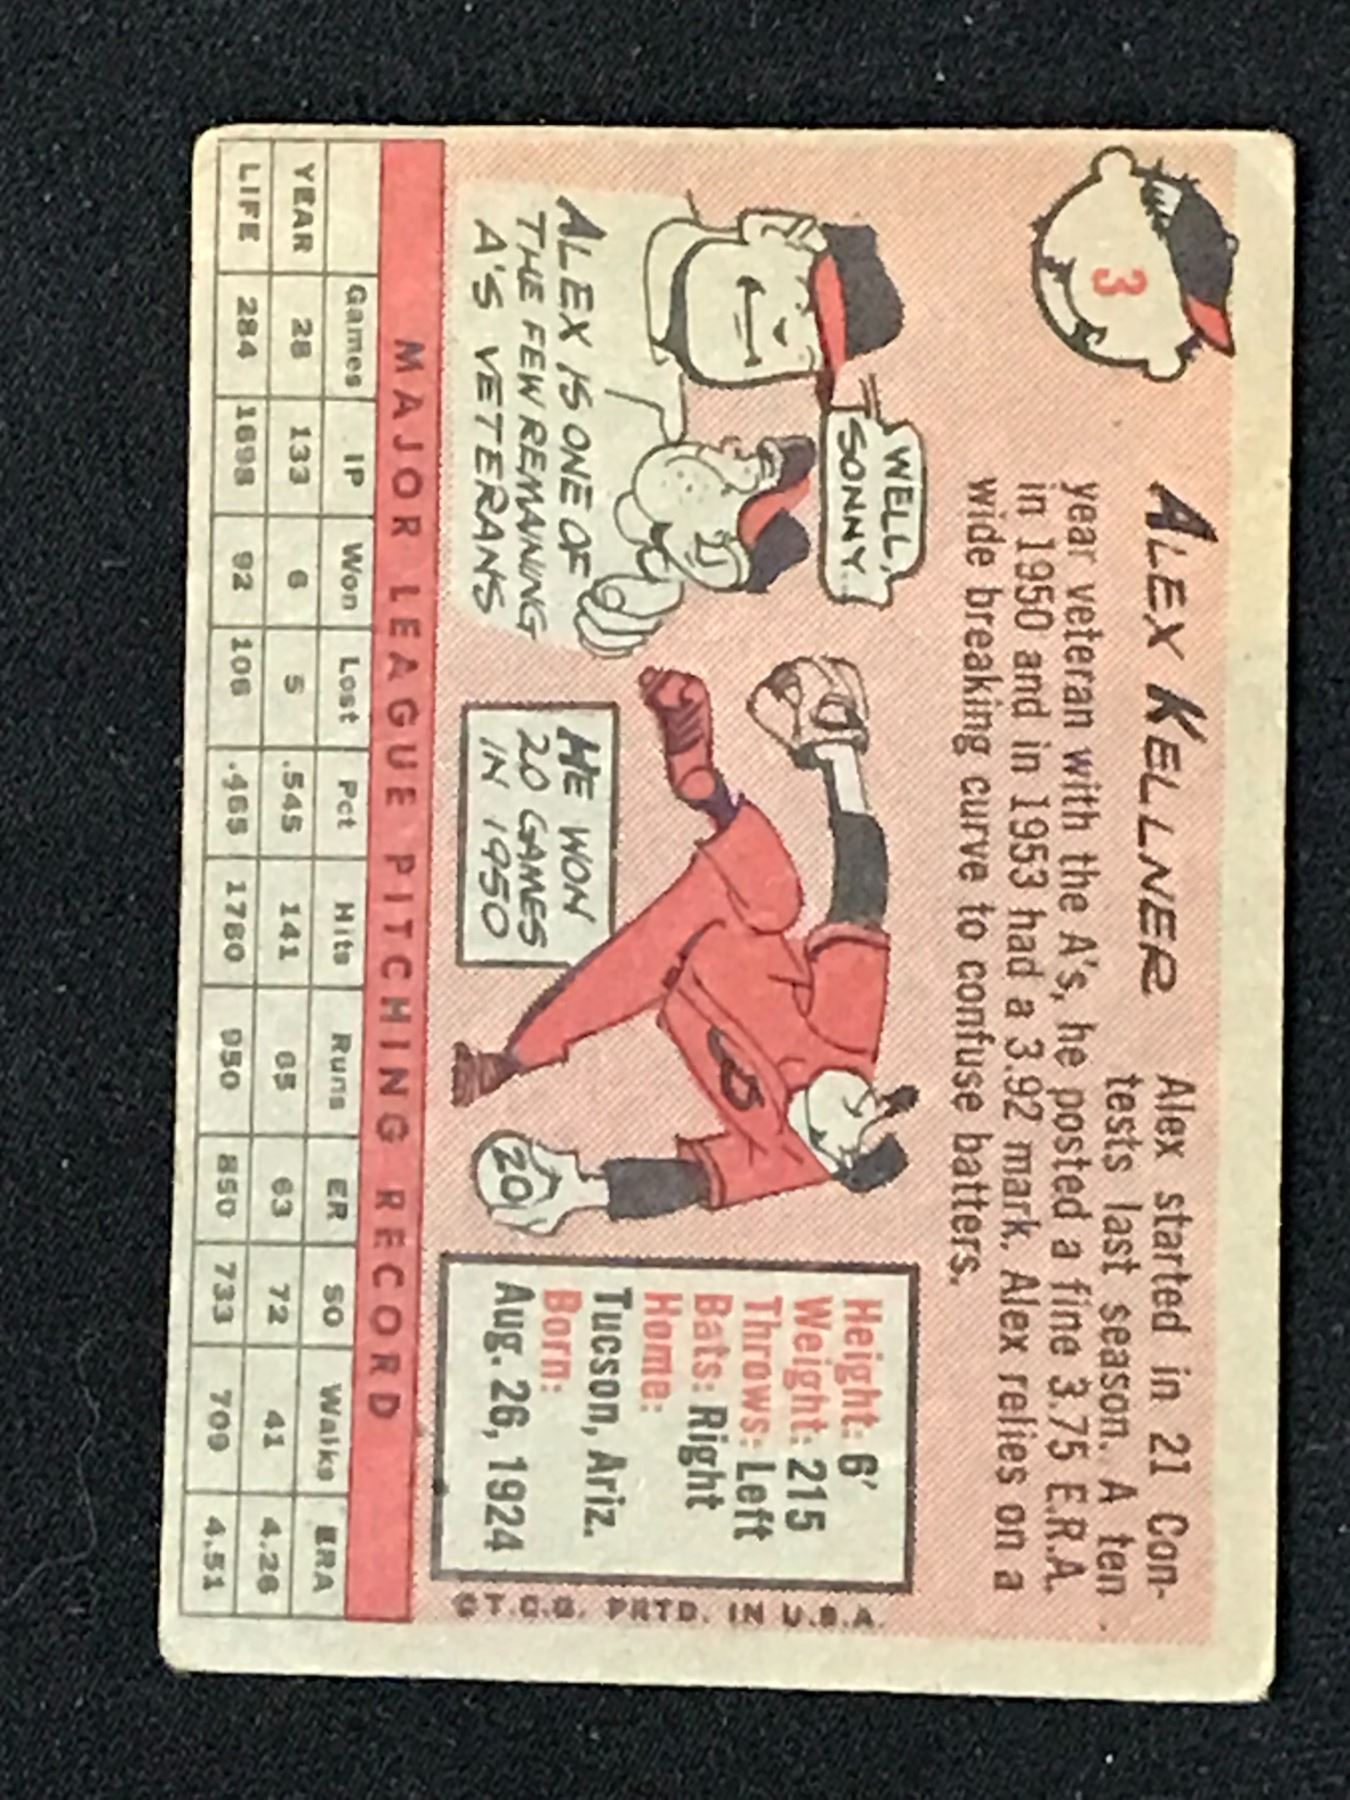 3
ALEX KELLNER
Alex started in 21 Con-
tests last season. A ten
year veteran with the A's, he posted a fine 3.75 E.R.A.
in 1950 and in 1953 had a 3.92 mark. Alex relies on a
wide breaking curve to confuse batters.
WELL,
SONNY..
ALEX IS ONE OF
THE FEW REMAINING
A'S VETERANS
HE WON
20 GAMES
IN 1950
20
Height: 6'
Weight: 215
Throws: Left
Bats: Right
Home:
Tucson, Ariz.
Born:
Aug. 26, 1924
©T.C.G. PRTD. IN U.S.A.
MAJOR LEAGUE PITCHING RECORD
Games IP Won Lost Pct Hits Runs ER SO Walks ERA
YEAR 28 133 6 5 .545 141 65 63 72 41 4.26
LIFE 284 1698 92 106 .465 1780 950 850 733 709 4.51